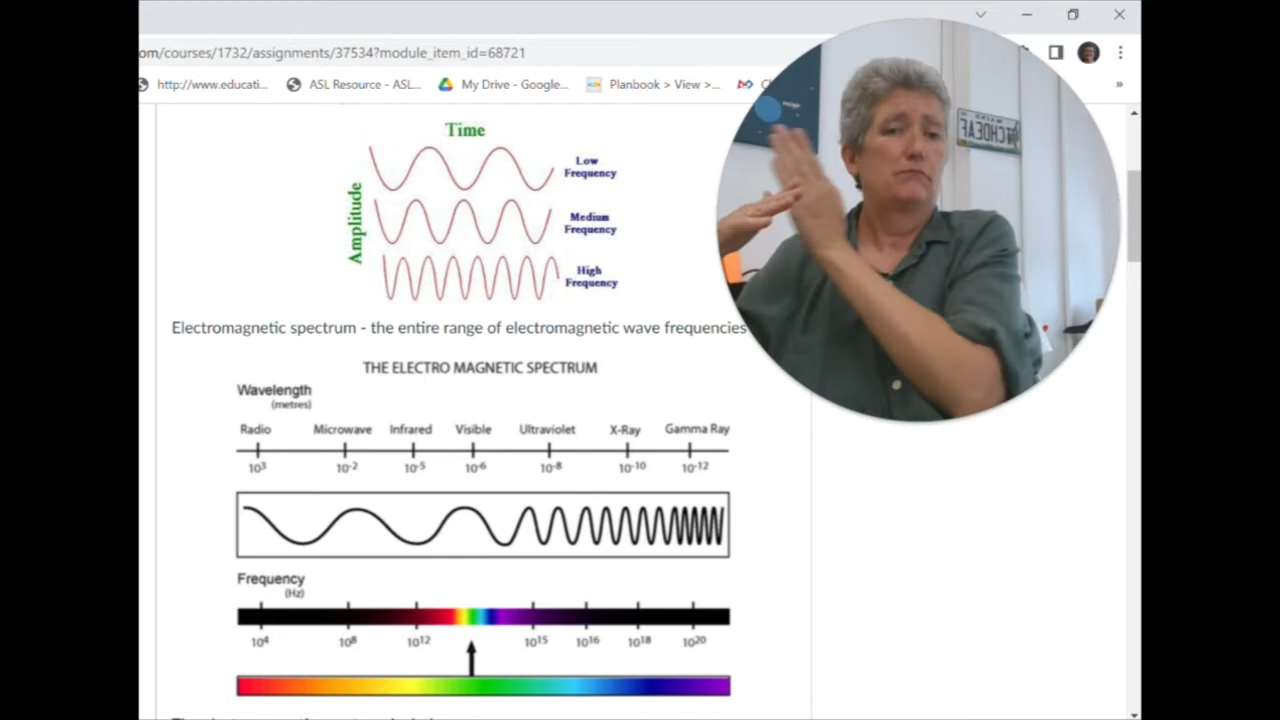 om/courses/1732/assignments/37534?module_item_id=68721
http://www.educati...
ASL Resource - ASL...
My Drive - Google...
Planbook > View >...
»
Time
Amplitude
Low
Frequency
Medium
Frequency
High
Frequency
Electromagnetic spectrum - the entire range of electromagnetic wave frequencies
THE ELECTRO MAGNETIC SPECTRUM
Wavelength
(metres)
Radio Microwave Infrared Visible Ultraviolet X-Ray Gamma Ray
10³ 10⁻² 10⁻⁵ 10⁻⁶ 10⁻⁸ 10⁻¹⁰ 10⁻¹²
Frequency
(Hz)
10⁴ 10⁸ 10¹² 10¹⁵ 10¹⁶ 10¹⁸ 10²⁰